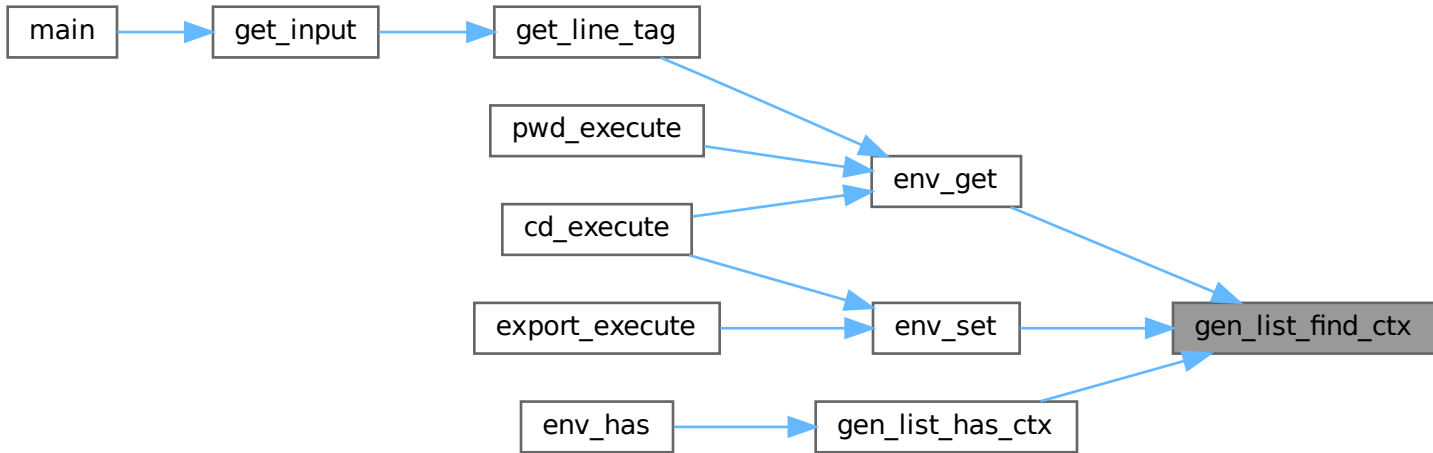 main
get_input
get_line_tag
pwd_execute
env_get
cd_execute
export_execute
env_set
gen_list_find_ctx
env_has
gen_list_has_ctx